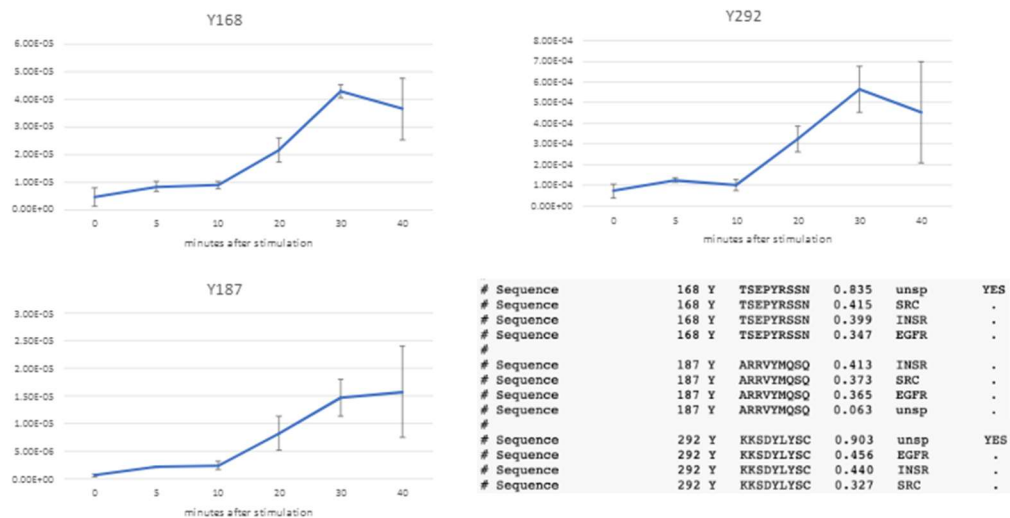 Y168
6.00E-05
5.00E-05
4.00E-05
3.00E-05
2.00E-05
1.00E-05
0.00E+00
0 5 10 20 30 40
minutes after stimulation
Y292
8.00E-04
7.00E-04
6.00E-04
5.00E-04
4.00E-04
3.00E-04
2.00E-04
1.00E-04
0.00E+00
0 5 10 20 30 40
minutes after stimulation
Y187
3.00E-05
2.50E-05
2.00E-05
1.50E-05
1.00E-05
5.00E-06
0.00E+00
0 5 10 20 30 40
minutes after stimulation
# Sequence 168 Y TSEPYRSSN 0.835 unsp YES
# Sequence 168 Y TSEPYRSSN 0.415 SRC .
# Sequence 168 Y TSEPYRSSN 0.399 INSR .
# Sequence 168 Y TSEPYRSSN 0.347 EGFR .
#
# Sequence 187 Y ARRVYMQSQ 0.413 INSR .
# Sequence 187 Y ARRVYMQSQ 0.373 SRC .
# Sequence 187 Y ARRVYMQSQ 0.365 EGFR .
# Sequence 187 Y ARRVYMQSQ 0.063 unsp .
#
# Sequence 292 Y KKSDYLYSC 0.903 unsp YES
# Sequence 292 Y KKSDYLYSC 0.456 EGFR .
# Sequence 292 Y KKSDYLYSC 0.440 INSR .
# Sequence 292 Y KKSDYLYSC 0.327 SRC .